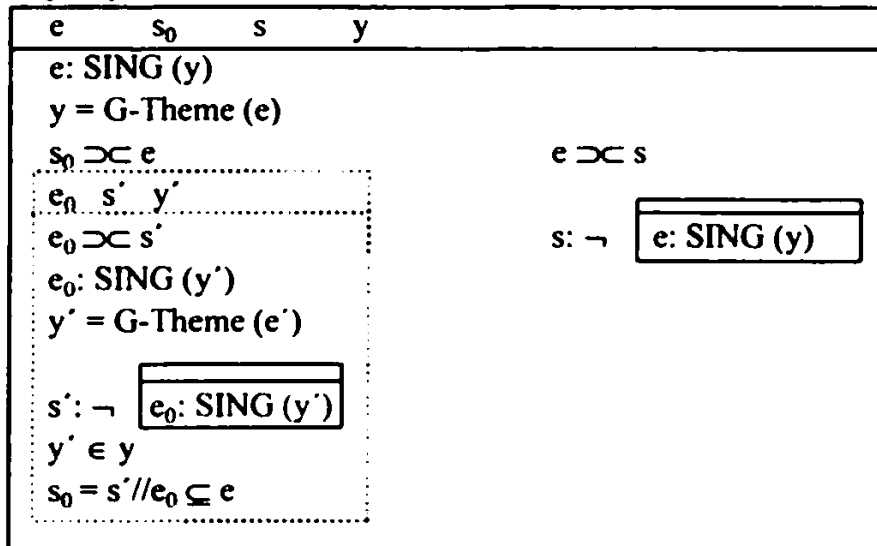 e s₀ s y
e: SING (y)
y = G-Theme (e)
s₀ ⊃⊂ e e ⊃⊂ s
e₀ s´ y´
e₀ ⊃⊂ s´ s: ¬ e: SING (y)
e₀: SING (y´)
y´ = G-Theme (e´)
s´: ¬ e₀: SING (y´)
y´ ∈ y
s₀ = s´//e₀ ⊆ e